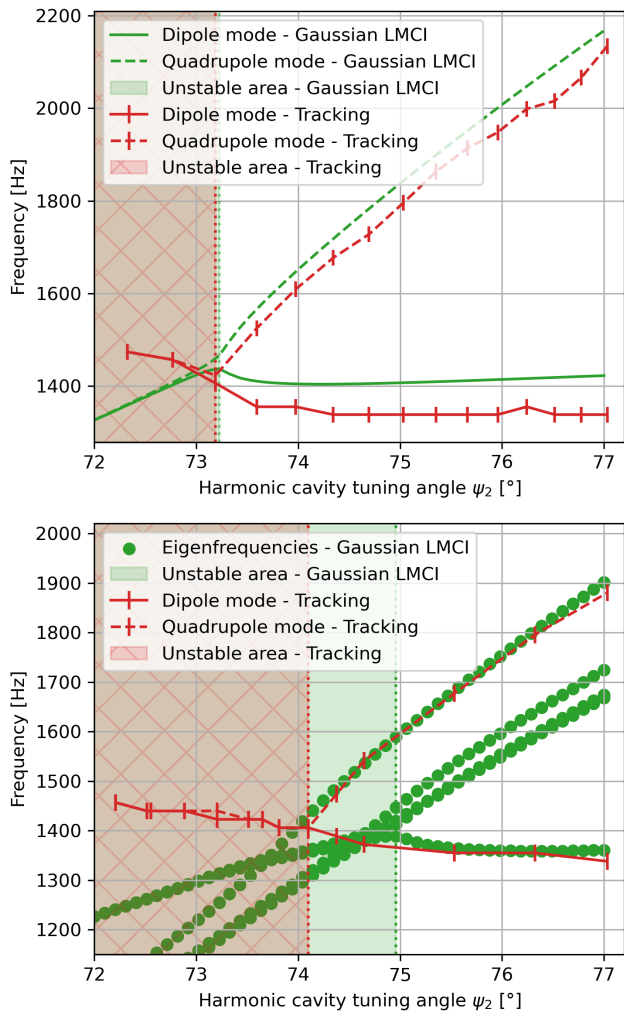 2200
2000
1800
1600
1400
Frequency [Hz]
Dipole mode - Gaussian LMCI
Quadrupole mode - Gaussian LMCI
Unstable area - Gaussian LMCI
Dipole mode - Tracking
Quadrupole mode - Tracking
Unstable area - Tracking
72 73 74 75 76 77
Harmonic cavity tuning angle ψ₂ [°]
2000
1900
1800
1700
1600
1500
1400
1300
1200
Frequency [Hz]
Eigenfrequencies - Gaussian LMCI
Unstable area - Gaussian LMCI
Dipole mode - Tracking
Quadrupole mode - Tracking
Unstable area - Tracking
72 73 74 75 76 77
Harmonic cavity tuning angle ψ₂ [°]